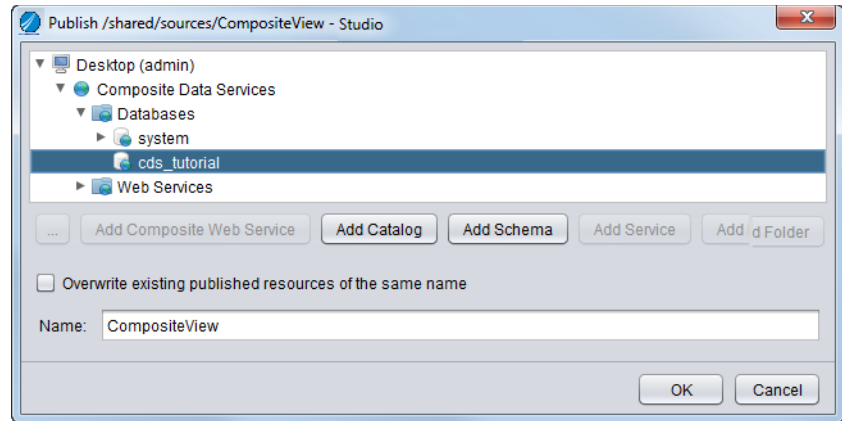 Publish /shared/sources/CompositeView - Studio
Desktop (admin)
Composite Data Services
Databases
system
cds_tutorial
Web Services
... Add Composite Web Service Add Catalog Add Schema Add Service Add d Folder
Overwrite existing published resources of the same name
Name: CompositeView
OK Cancel